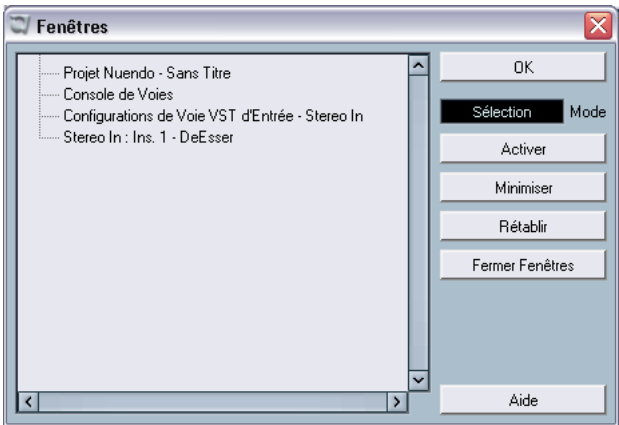 Fenêtres
Projet Nuendo - Sans Titre
Console de Voies
Configurations de Voie VST d'Entrée - Stereo In
Stereo In : Ins. 1 - DeEsser
OK
Sélection Mode
Activer
Minimiser
Rétablir
Fermer Fenêtres
Aide